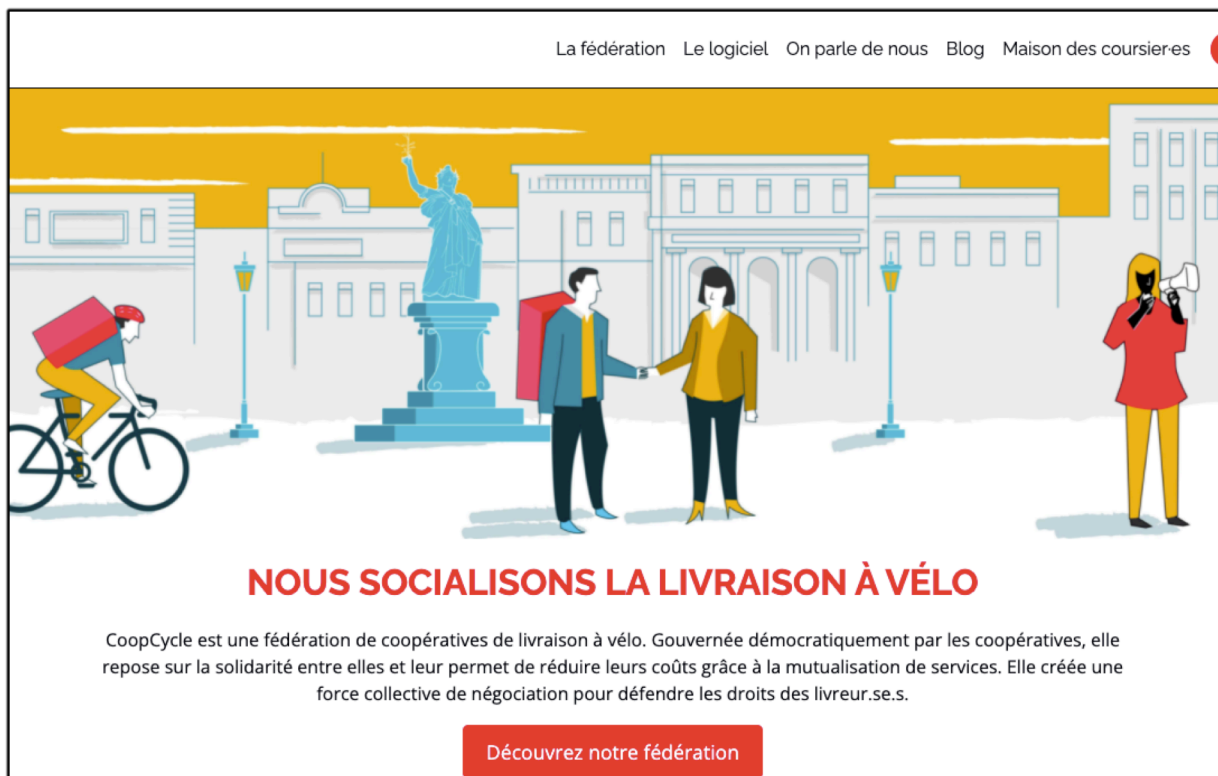 La fédération Le logiciel On parle de nous Blog Maison des coursier·es
NOUS SOCIALISONS LA LIVRAISON À VÉLO
CoopCycle est une fédération de coopératives de livraison à vélo. Gouvernée démocratiquement par les coopératives, elle
repose sur la solidarité entre elles et leur permet de réduire leurs coûts grâce à la mutualisation de services. Elle créée une
force collective de négociation pour défendre les droits des livreur.se.s.
Découvrez notre fédération